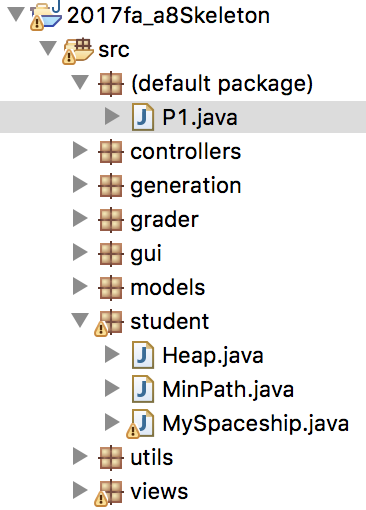 2017fa_a8Skeleton
src
(default package)
P1.java
controllers
generation
grader
gui
models
student
Heap.java
MinPath.java
MySpaceship.java
utils
views